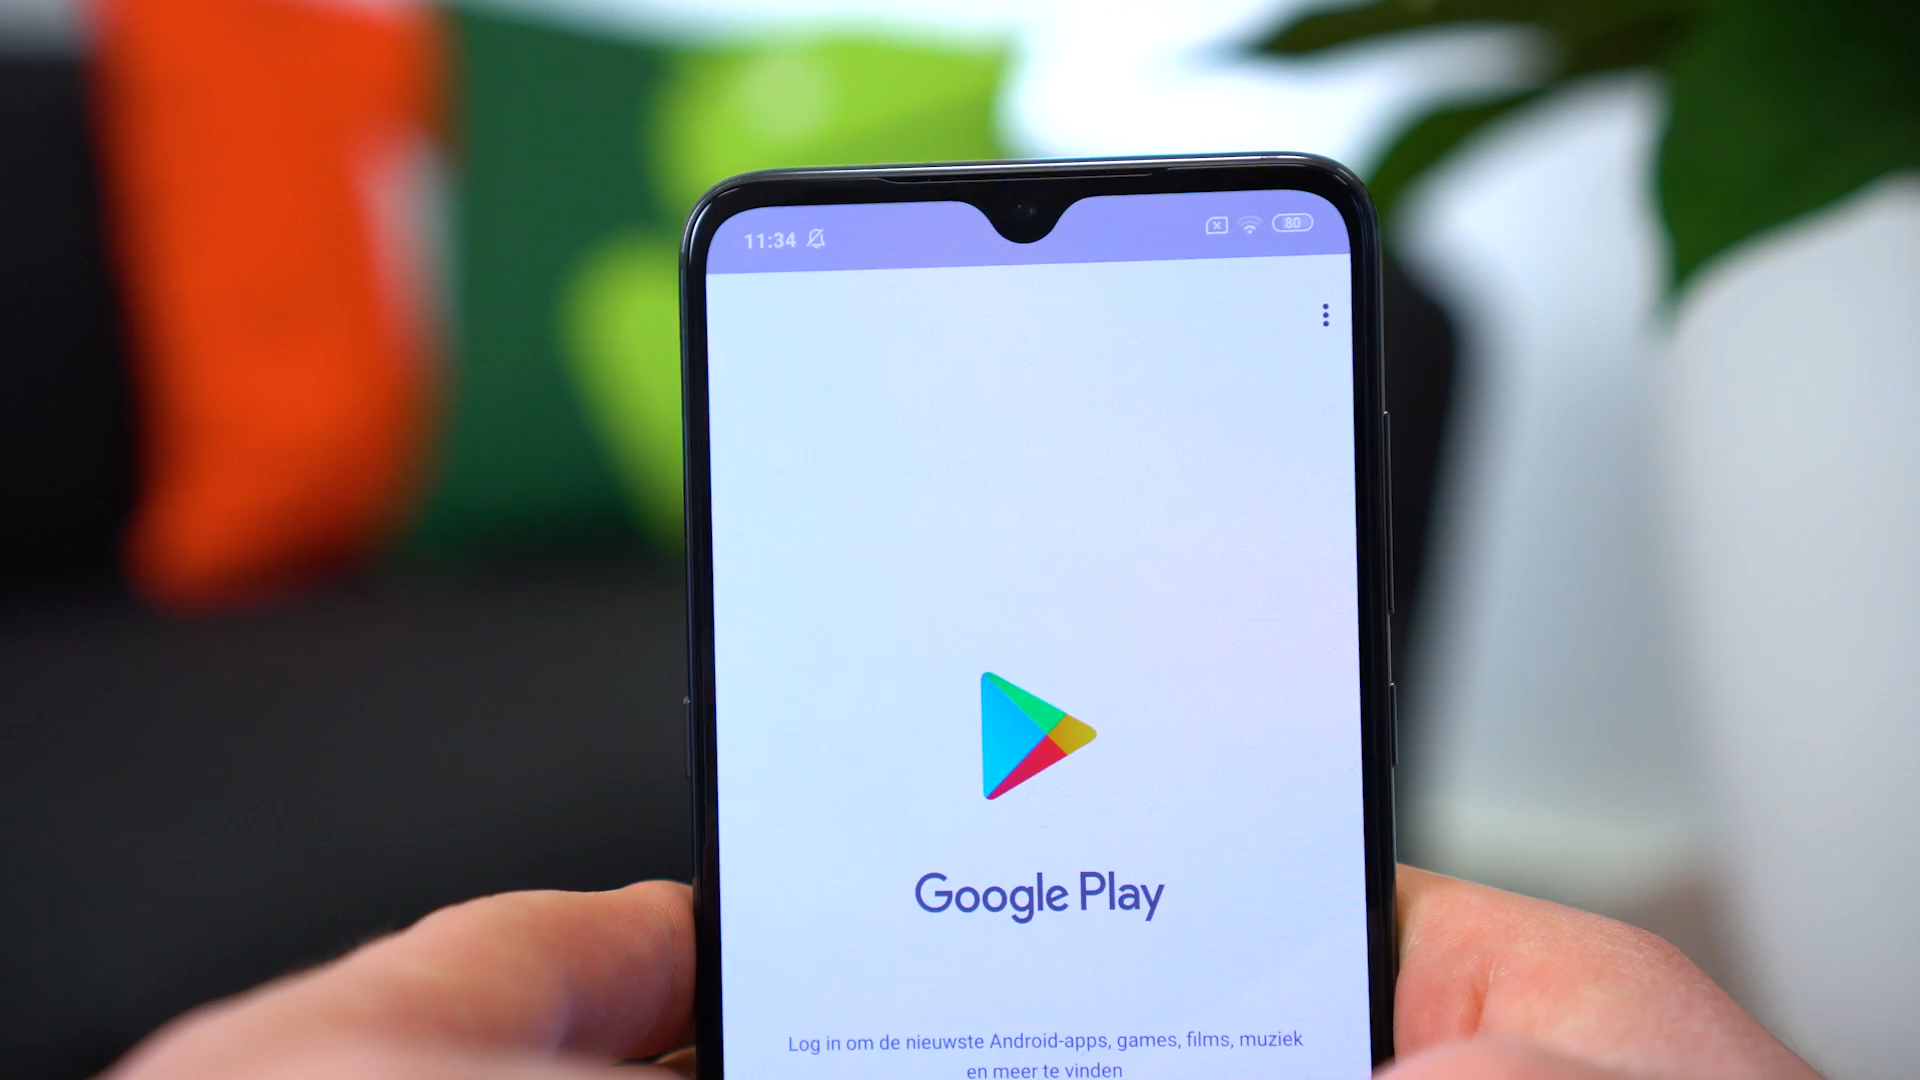 11:34
80
Google Play
Log in om de nieuwste Android-apps, games, films, muziek
en meer te vinden